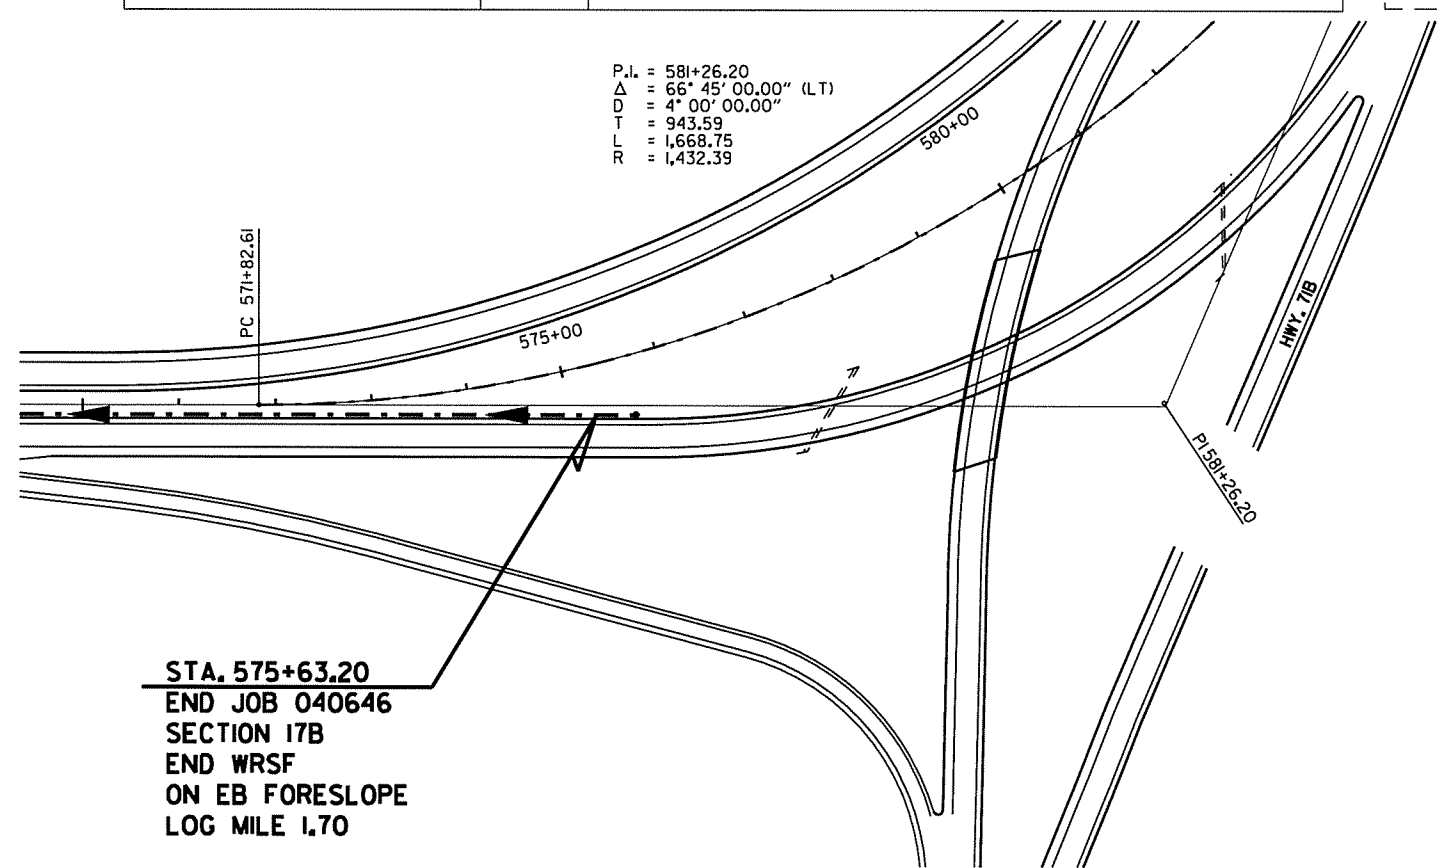 P.I. = 581+26.20
Δ = 66° 45' 00.00" (LT)
D = 4° 00' 00.00"
T = 943.59
L = 1,668.75
R = 1,432.39
580+00
PC 571+82.61
575+00
HWY. 71B
PI 581+26.20
STA. 575+63.20
END JOB 040646
SECTION 17B
END WRSF
ON EB FORESLOPE
LOG MILE 1.70